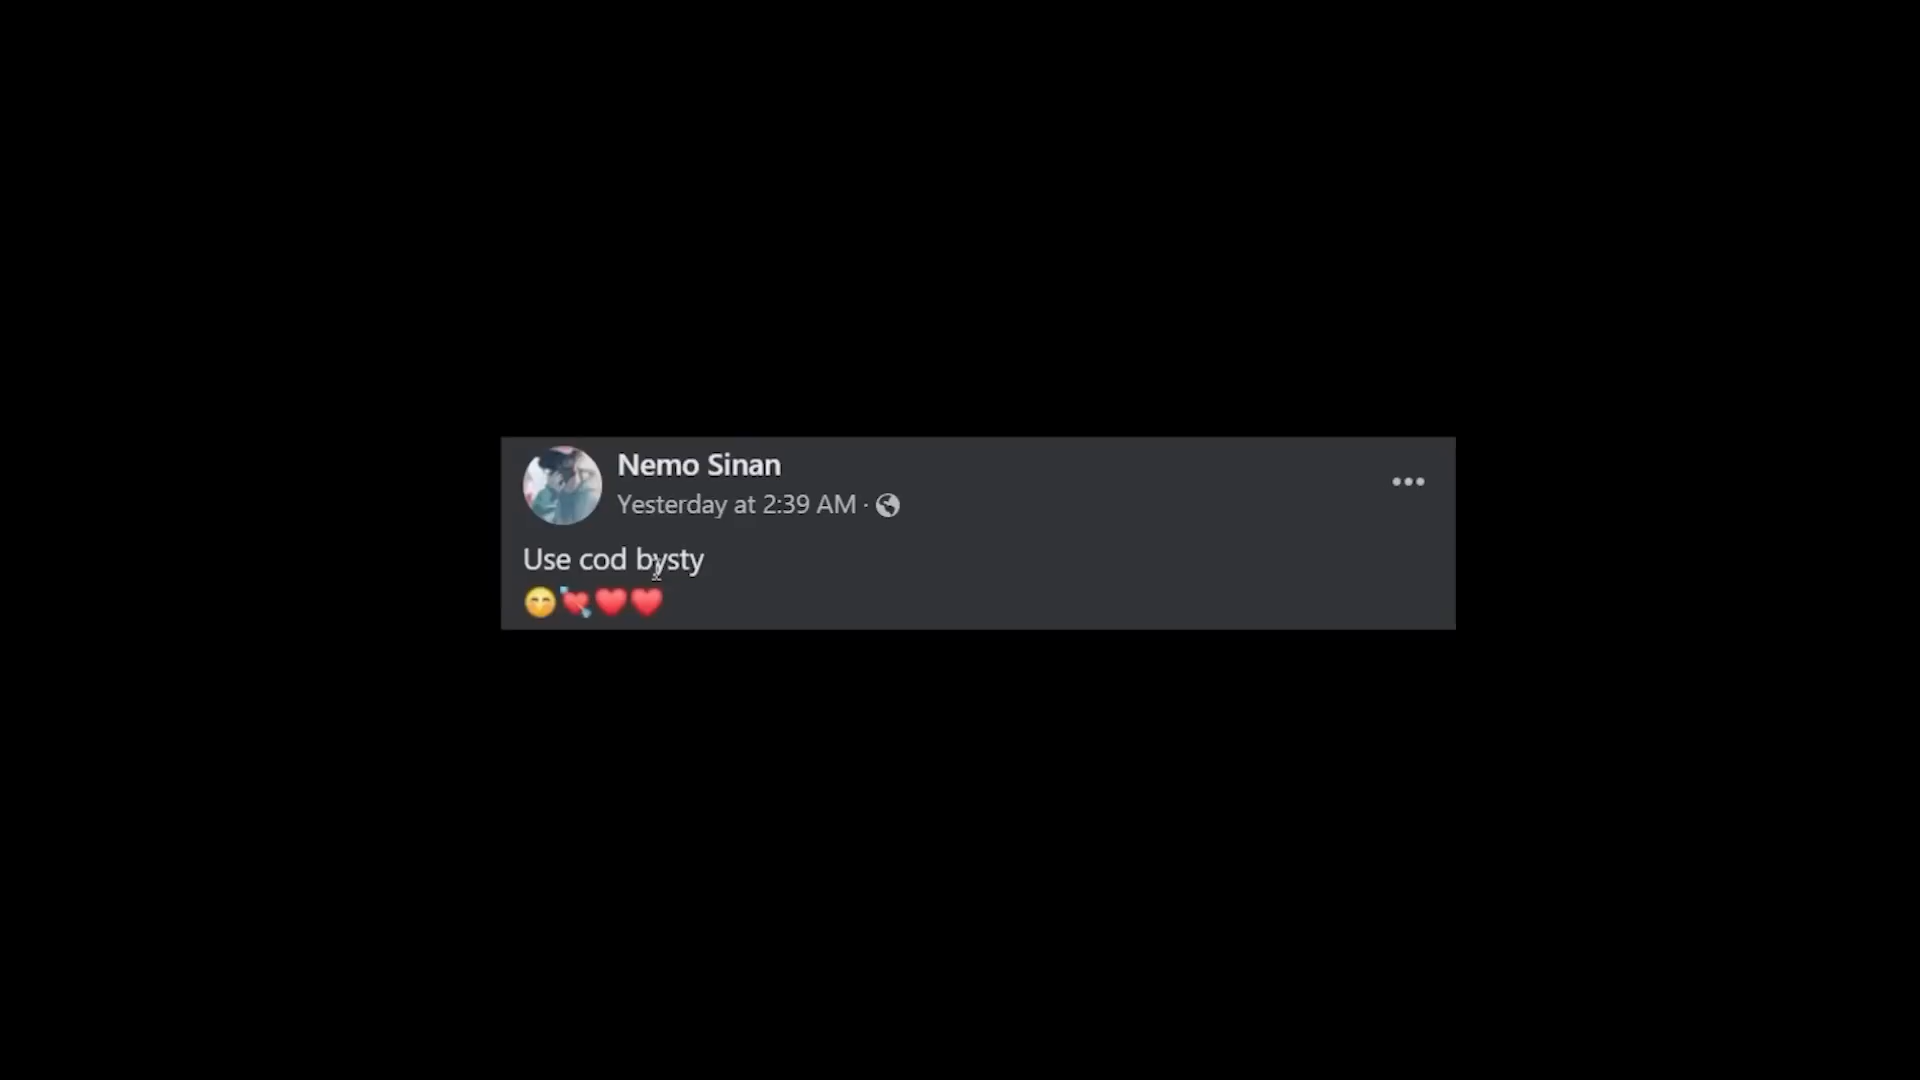 Nemo Sinan
Yesterday at 2:39 AM ·
Use cod bysty
😊💘❤️❤️